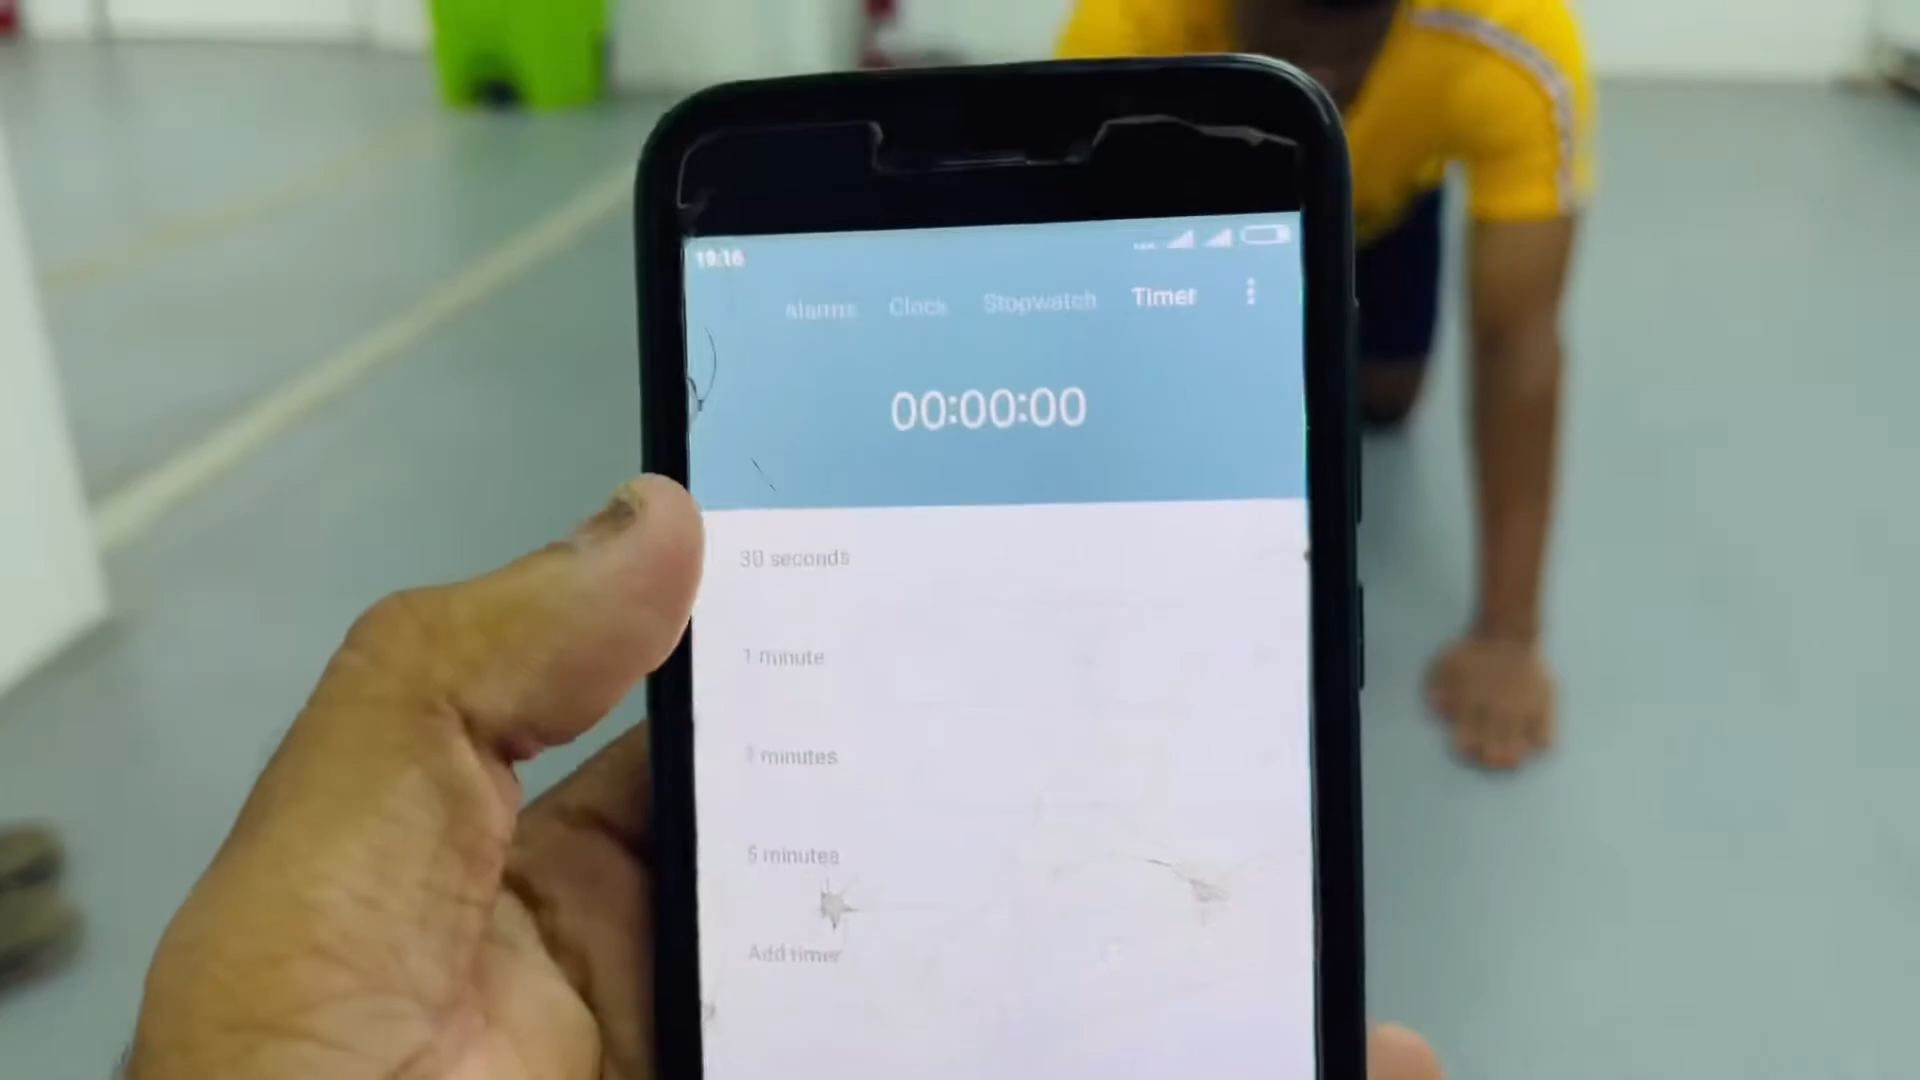 19:16
Alarms Clock Stopwatch Timer
00:00:00
30 seconds
1 minute
minutes
5 minutes
Add timer